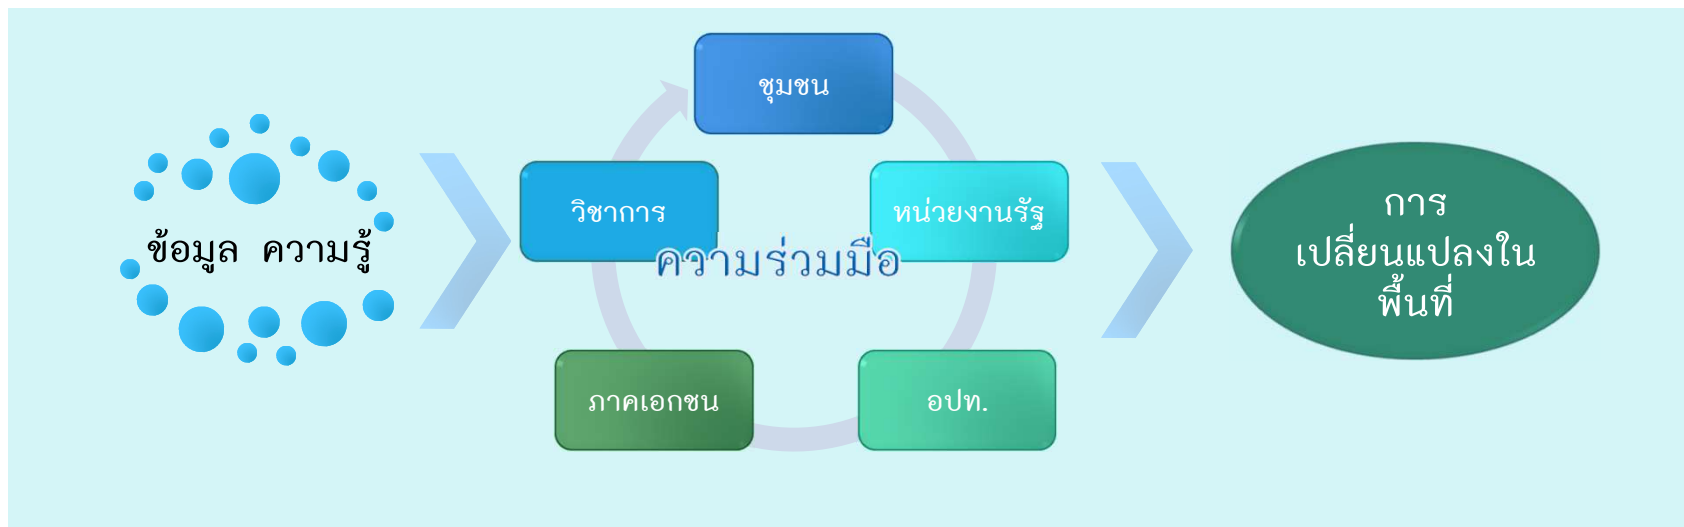 ข้อมูล ความรู้
ชุมชน
หน่วยงานรัฐ
อปท.
ภาคเอกชน
วิชาการ
ความร่วมมือ
การ
เปลี่ยนแปลงใน
พื้นที่